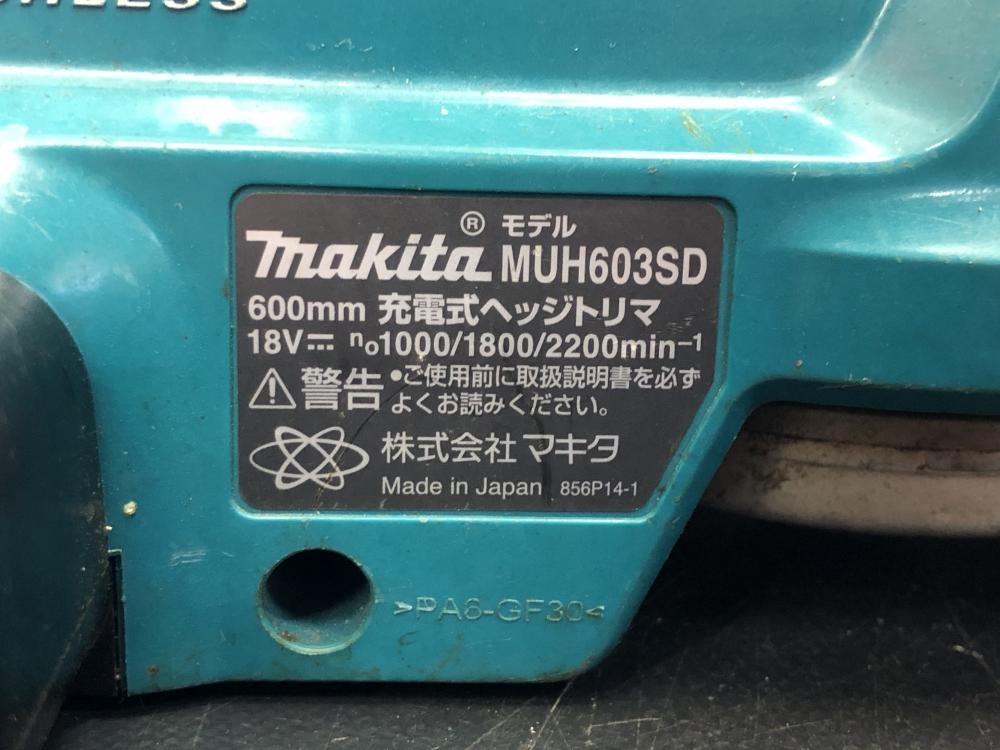 ® モデル
makita MUH603SD
600mm 充電式ヘッジトリマ
18V⎓ n₀1000/1800/2200min⁻¹
⚠警告 •ご使用前に取扱説明書を必ず
よくお読みください。
株式会社 マキタ
Made in Japan 856P14-1
>PA6-GF30<